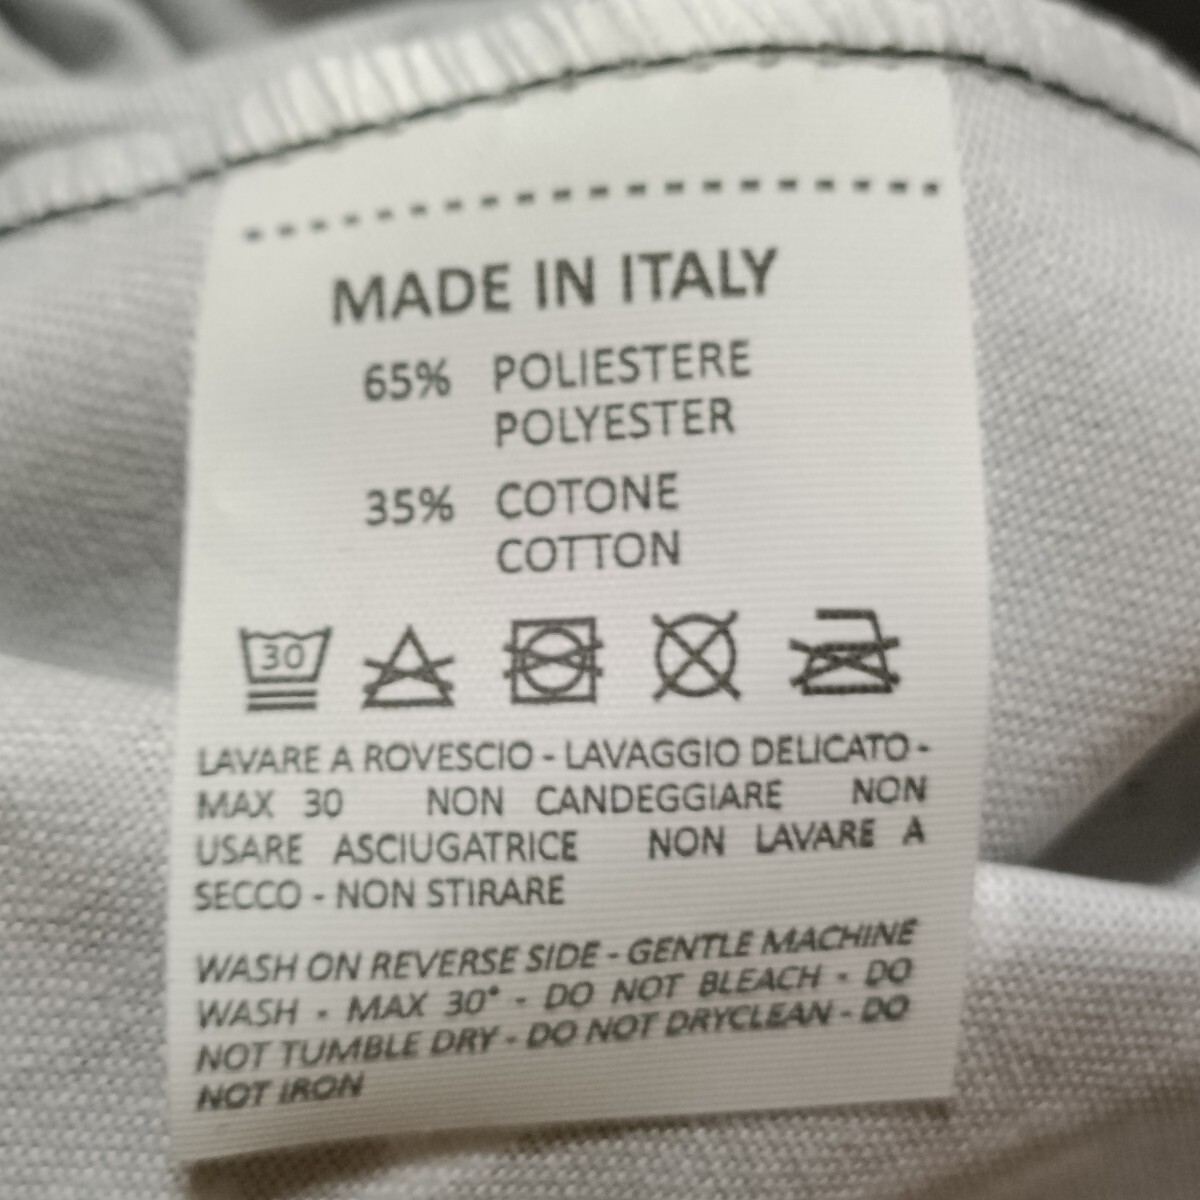 MADE IN ITALY
65% POLIESTERE
POLYESTER
35% COTONE
COTTON
30
LAVARE A ROVESCIO - LAVAGGIO DELICATO -
MAX 30 NON CANDEGGIARE NON
USARE ASCIUGATRICE NON LAVARE A
SECCO - NON STIRARE
WASH ON REVERSE SIDE - GENTLE MACHINE
WASH - MAX 30° - DO NOT BLEACH - DO
NOT TUMBLE DRY - DO NOT DRYCLEAN - DO
NOT IRON